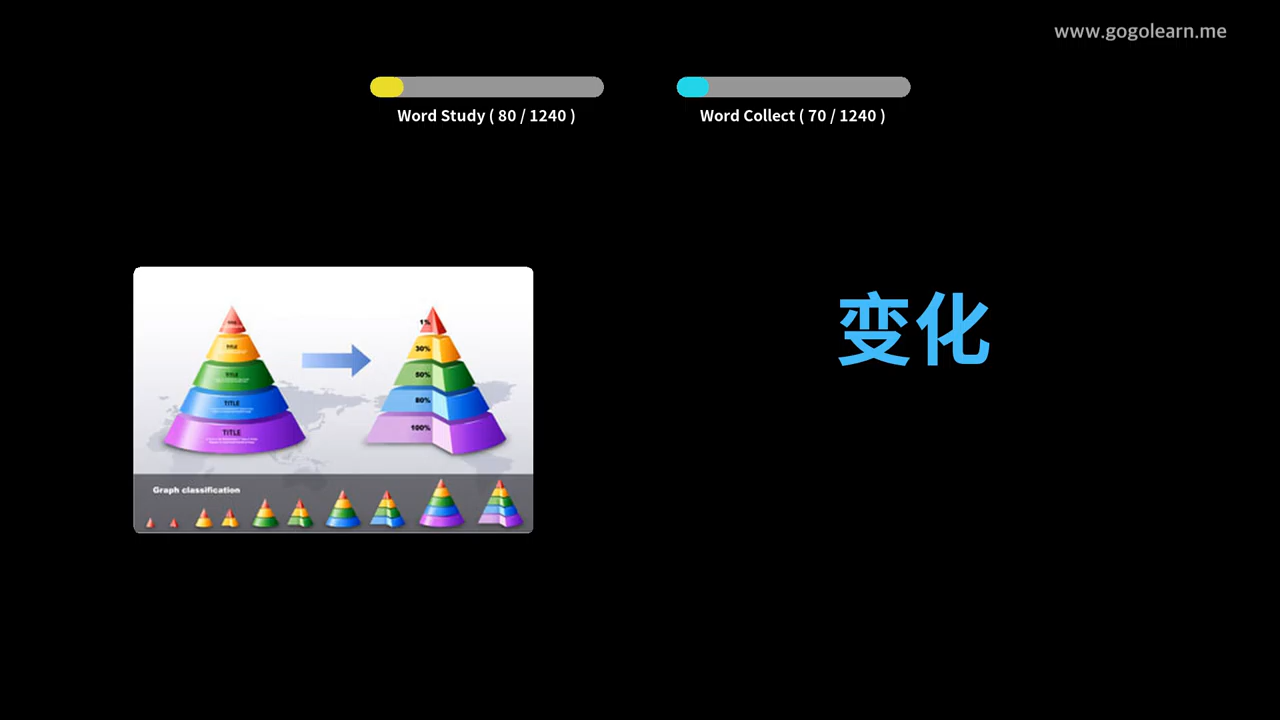 www.gogolearn.me
Word Study ( 80 / 1240 )
Word Collect ( 70 / 1240 )
变化
TITLE
TITLE
TITLE
TITLE
1%
30%
50%
80%
100%
Graph classification